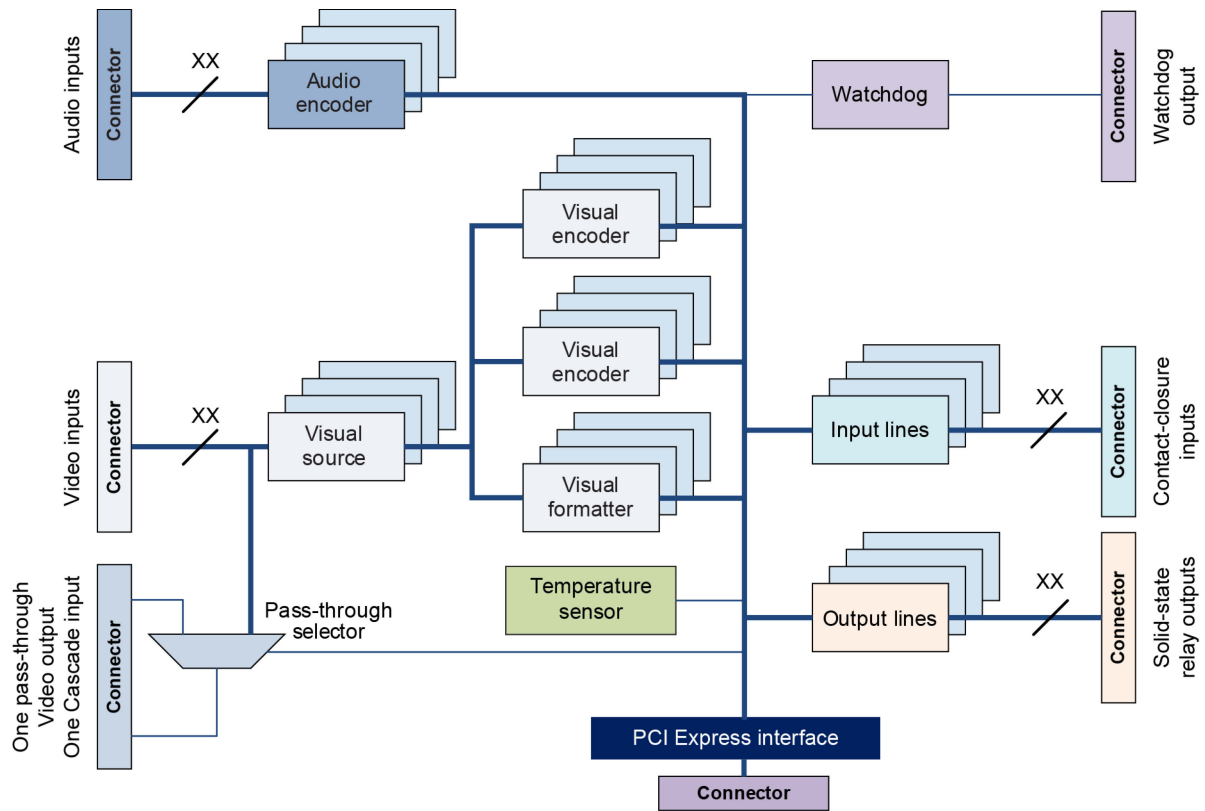 Audio inputs
Connector
XX
Audio
encoder
Watchdog
Connector
Watchdog
output
Visual
encoder
Visual
encoder
Video inputs
Connector
XX
Visual
source
Visual
formatter
Input lines
XX
Connector
Contact-closure
inputs
One pass-through
Video output
One Cascade input
Connector
Pass-through
selector
Temperature
sensor
Output lines
XX
Connector
Solid-state
relay outputs
PCI Express interface
Connector